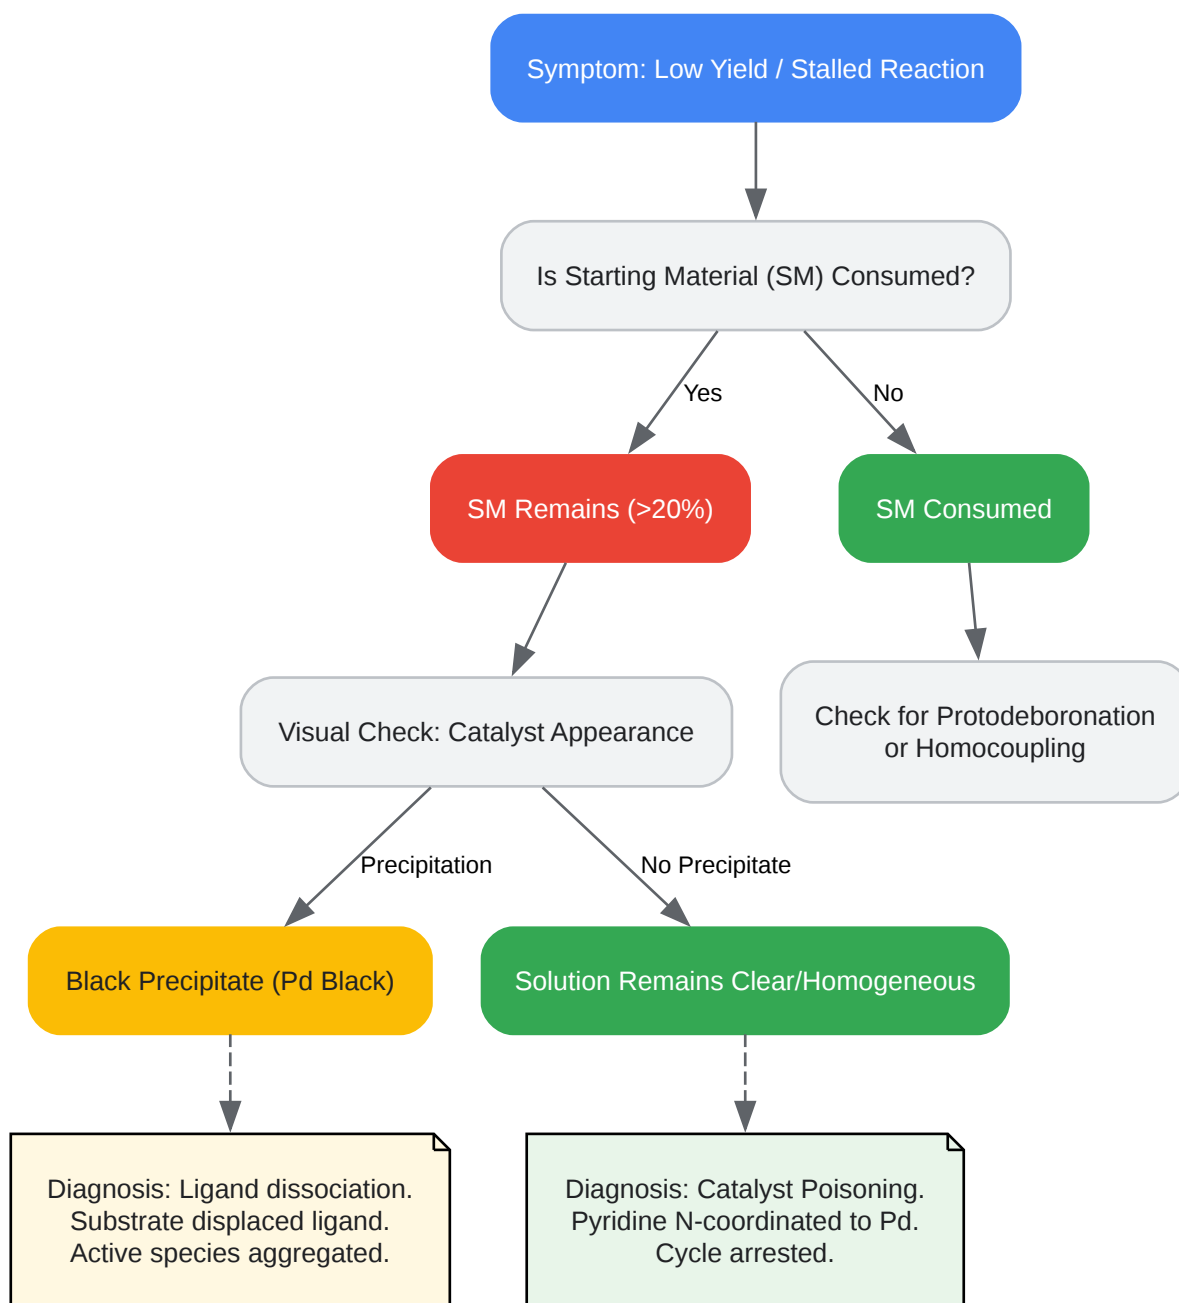 Symptom: Low Yield / Stalled Reaction
Is Starting Material (SM) Consumed?
Yes
No
SM Remains (>20%)
SM Consumed
Visual Check: Catalyst Appearance
Check for Protodeboronation
or Homocoupling
Precipitation
No Precipitate
Black Precipitate (Pd Black)
Solution Remains Clear/Homogeneous
Diagnosis: Ligand dissociation.
Substrate displaced ligand.
Active species aggregated.
Diagnosis: Catalyst Poisoning.
Pyridine N-coordinated to Pd.
Cycle arrested.